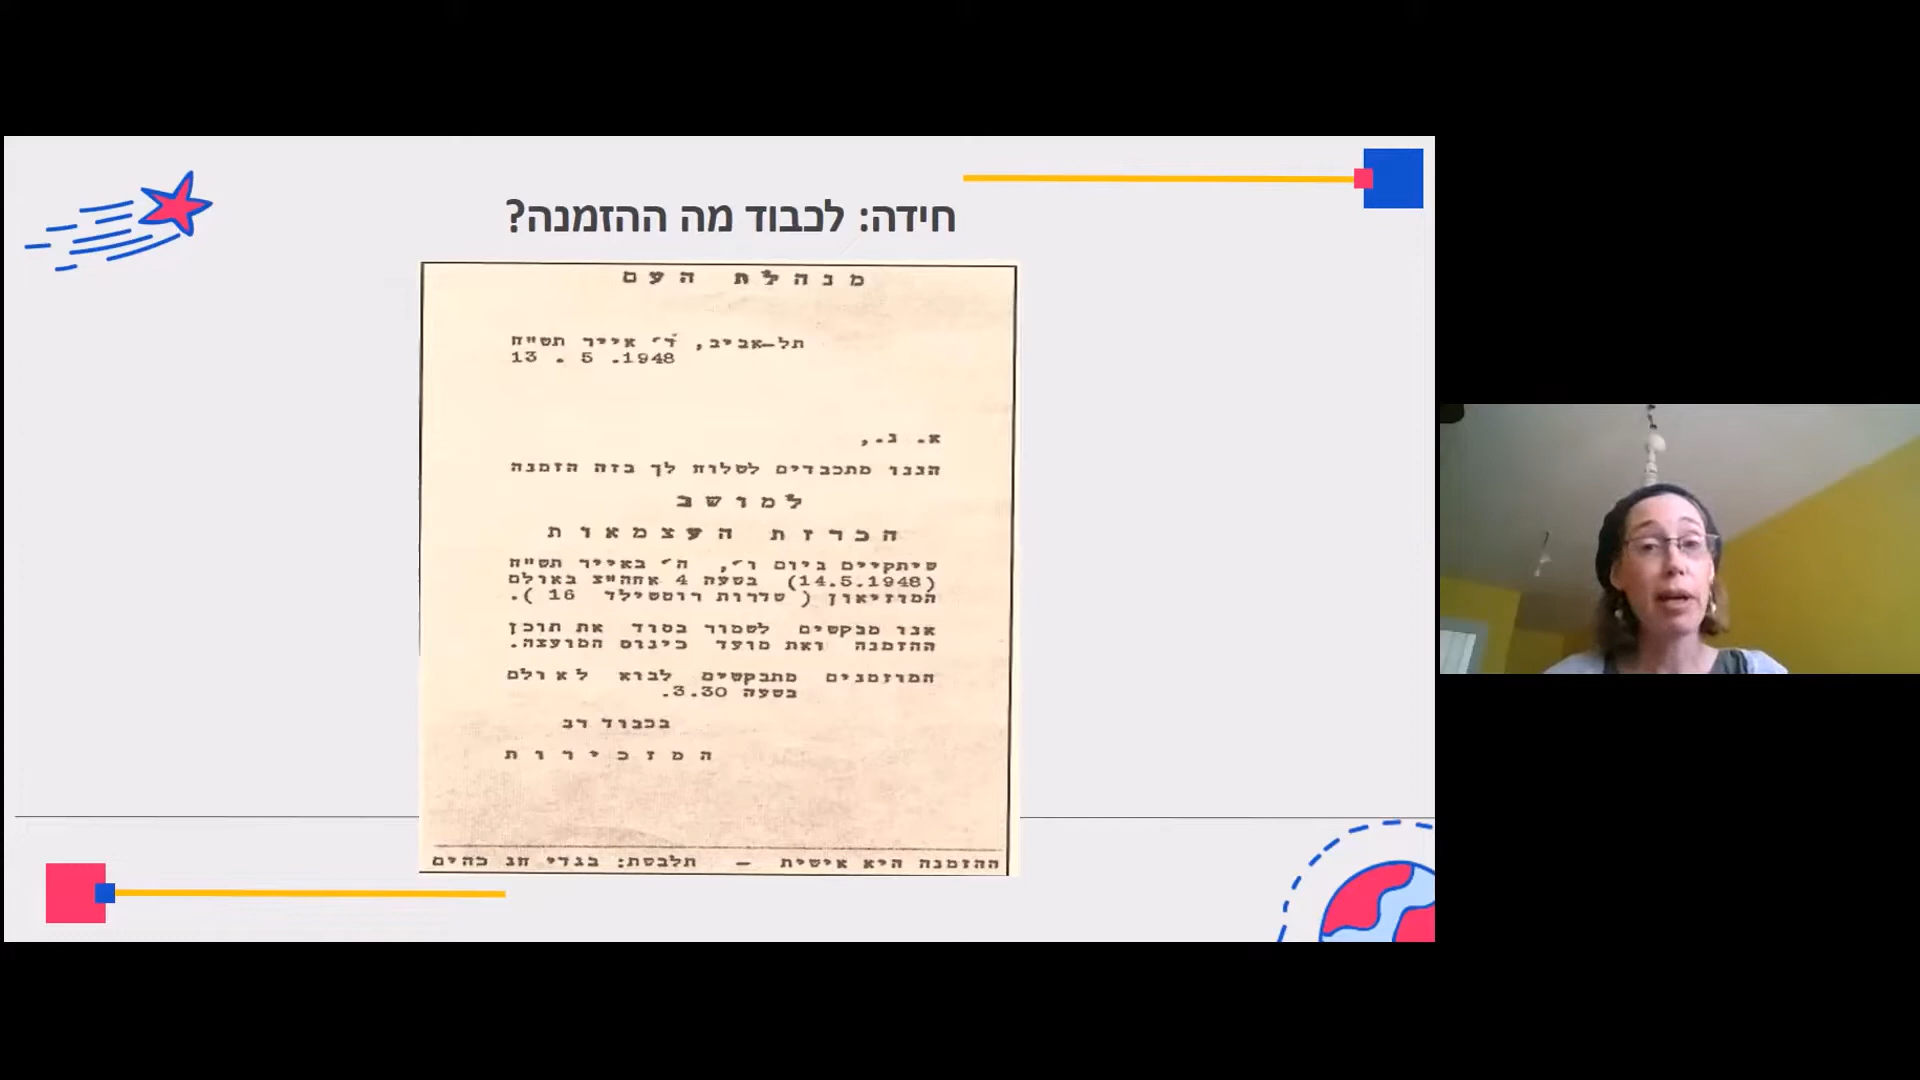 חידה: לכבוד מה ההזמנה?
מנהלת העם
תל-אביב, ד׳ אייר תש"ח
13 . 5 .1948
א. נ.,
הננו מתכבדים לשלוח לך בזה הזמנה
למושב
הכרזת העצמאות
שיתקיים ביום ו׳, ה׳ באייר תש"ח
(14.5.1948) בשעה 4 אחה"צ באולם
המוזיאון ( שדרות רוטשילד 16 ).
אנו מבקשים לשמור בסוד את תוכן
ההזמנה ואת מועד כינוס המועצה.
המוזמנים מתבקשים לבוא לאולם
בשעה 3.30.
בכבוד רב
המזכירות
ההזמנה היא אישית – תלבשת: בגדי חג כהים